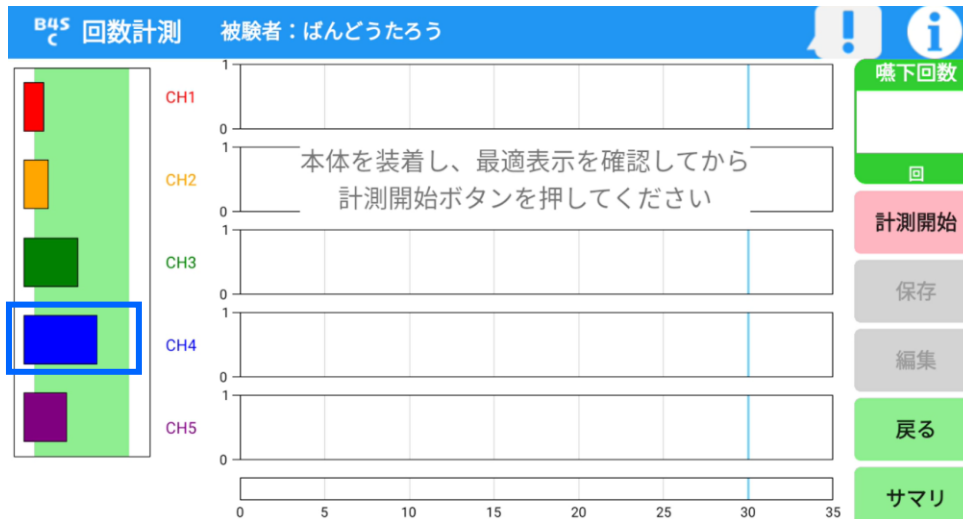 B4S
C 回数計測 被験者：ばんどうたろう
! i
嚥下回数
回
計測開始
保存
編集
戻る
サマリ
CH1
1
0
CH2
1
0
本体を装着し、最適表示を確認してから
計測開始ボタンを押してください
CH3
1
0
CH4
1
0
CH5
1
0
0 5 10 15 20 25 30 35